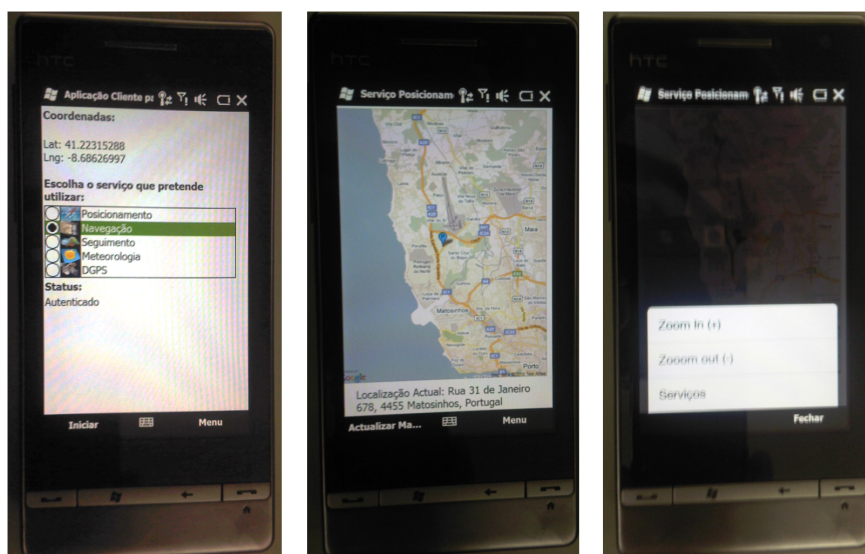 hTC
Aplicação Cliente pa
Coordenadas:
Lat: 41.22315288
Lng: -8.68626997
Escolha o serviço que pretende
utilizar:
Posicionamento
Navegação
Seguimento
Meteorologia
DGPS
Status:
Autenticado
Iniciar
Menu
hTC
Serviço Posicionam
Maia
Matosinhos
Porto
Localização Actual: Rua 31 de Janeiro
678, 4455 Matosinhos, Portugal
Actualizar Ma...
Menu
hTC
Serviço Posicionam
Zoom In (+)
Zooom out (-)
Serviços
Fechar